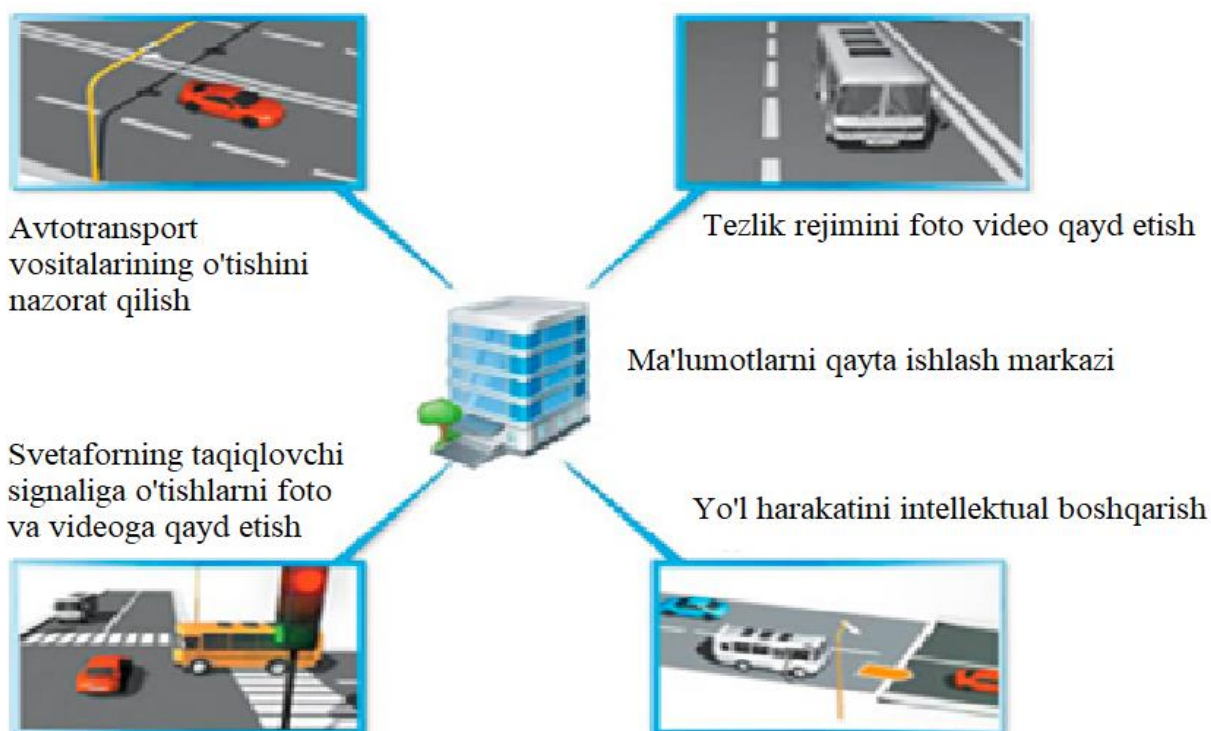 Avtotransport
vositalarining o'tishini
nazorat qilish
Tezlik rejimini foto video qayd etish
Ma'lumotlarni qayta ishlash markazi
Svetaforning taqiqlovchi
signaliga o'tishlarni foto
va videoga qayd etish
Yo'l harakatini intellektual boshqarish